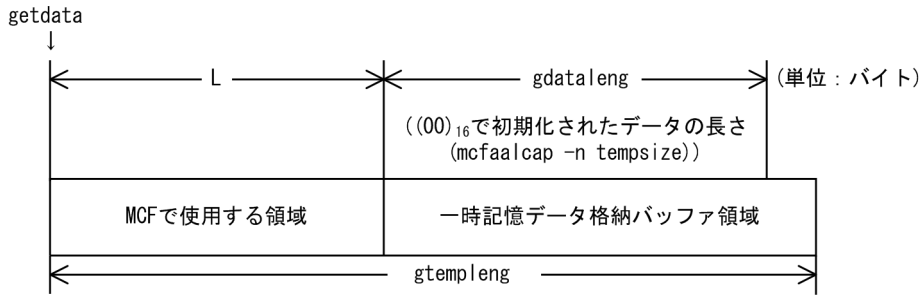 getdata
↓
L
gdataleng
(単位：バイト)
((00)₁₆で初期化されたデータの長さ
(mcfaalcap -n tempsize))
MCFで使用する領域
一時記憶データ格納バッファ領域
gtempleng